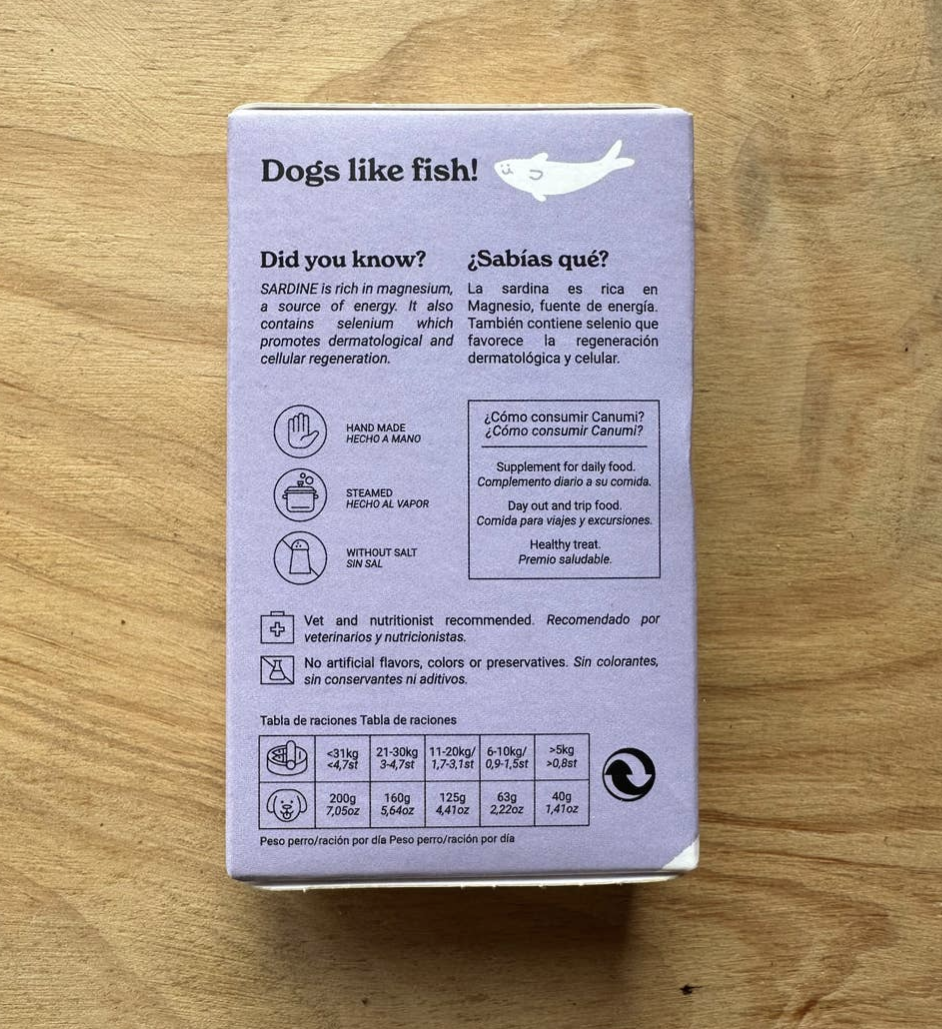 Dogs like fish!
Did you know?
SARDINE is rich in magnesium,
a source of energy. It also
contains selenium which
promotes dermatological and
cellular regeneration.
¿Sabías qué?
La sardina es rica en
Magnesio, fuente de energía.
También contiene selenio que
favorece la regeneración
dermatológica y celular.
HAND MADE
HECHO A MANO
STEAMED
HECHO AL VAPOR
WITHOUT SALT
SIN SAL
¿Cómo consumir Canumi?
¿Cómo consumir Canumi?
Supplement for daily food.
Complemento diario a su comida.
Day out and trip food.
Comida para viajes y excursiones.
Healthy treat.
Premio saludable.
Vet and nutritionist recommended. Recomendado por
veterinarios y nutricionistas.
No artificial flavors, colors or preservatives. Sin colorantes,
sin conservantes ni aditivos.
Tabla de raciones Tabla de raciones
<31kg 21-30kg 11-20kg/ 6-10kg/ >5kg
<4,7st 3-4,7st 1,7-3,1st 0,9-1,5st >0,8st
200g 160g 125g 63g 40g
7,05oz 5,64oz 4,41oz 2,22oz 1,41oz
Peso perro/ración por día Peso perro/ración por día